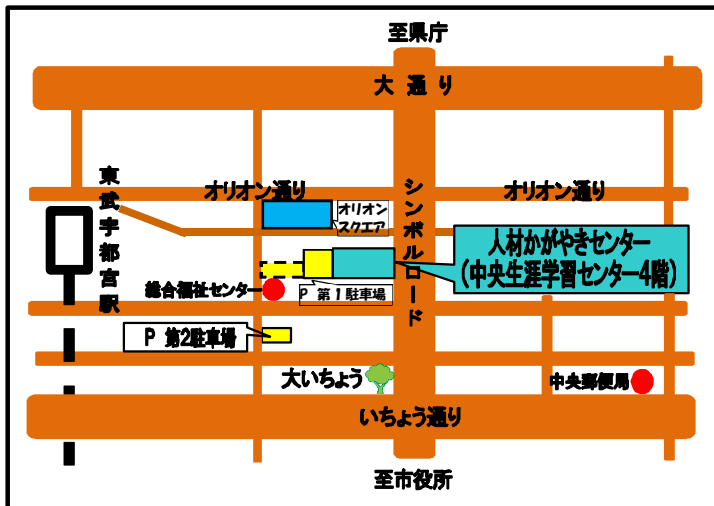 至県庁
大通り
東武宇都宮駅
オリオン通り
シンボルロード
オリオン通り
オリオン
スクエア
人材かがやきセンター
(中央生涯学習センター4階)
総合福祉センター
P 第1駐車場
P 第2駐車場
大いちょう
中央郵便局
いちょう通り
至市役所